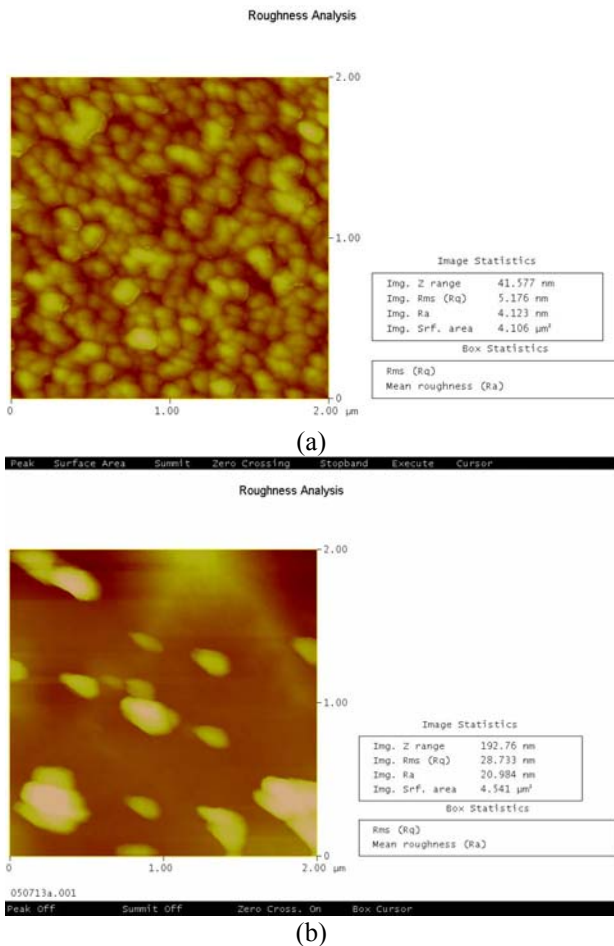 Roughness Analysis
2.00
1.00
0
0 1.00 2.00 µm
Image Statistics
Img. Z range 41.577 nm
Img. Rms (Rq) 5.176 nm
Img. Ra 4.123 nm
Img. Srf. area 4.106 µm²
Box Statistics
Rms (Rq)
Mean roughness (Ra)
(a)
Peak Surface Area Summit Zero Crossing Stopband Execute Cursor
Roughness Analysis
2.00
1.00
0
0 1.00 2.00 µm
Image Statistics
Img. Z range 192.76 nm
Img. Rms (Rq) 28.733 nm
Img. Ra 20.984 nm
Img. Srf. area 4.541 µm²
Box Statistics
Rms (Rq)
Mean roughness (Ra)
050713a.001
Peak Off Summit Off Zero Cross. On Box Cursor
(b)